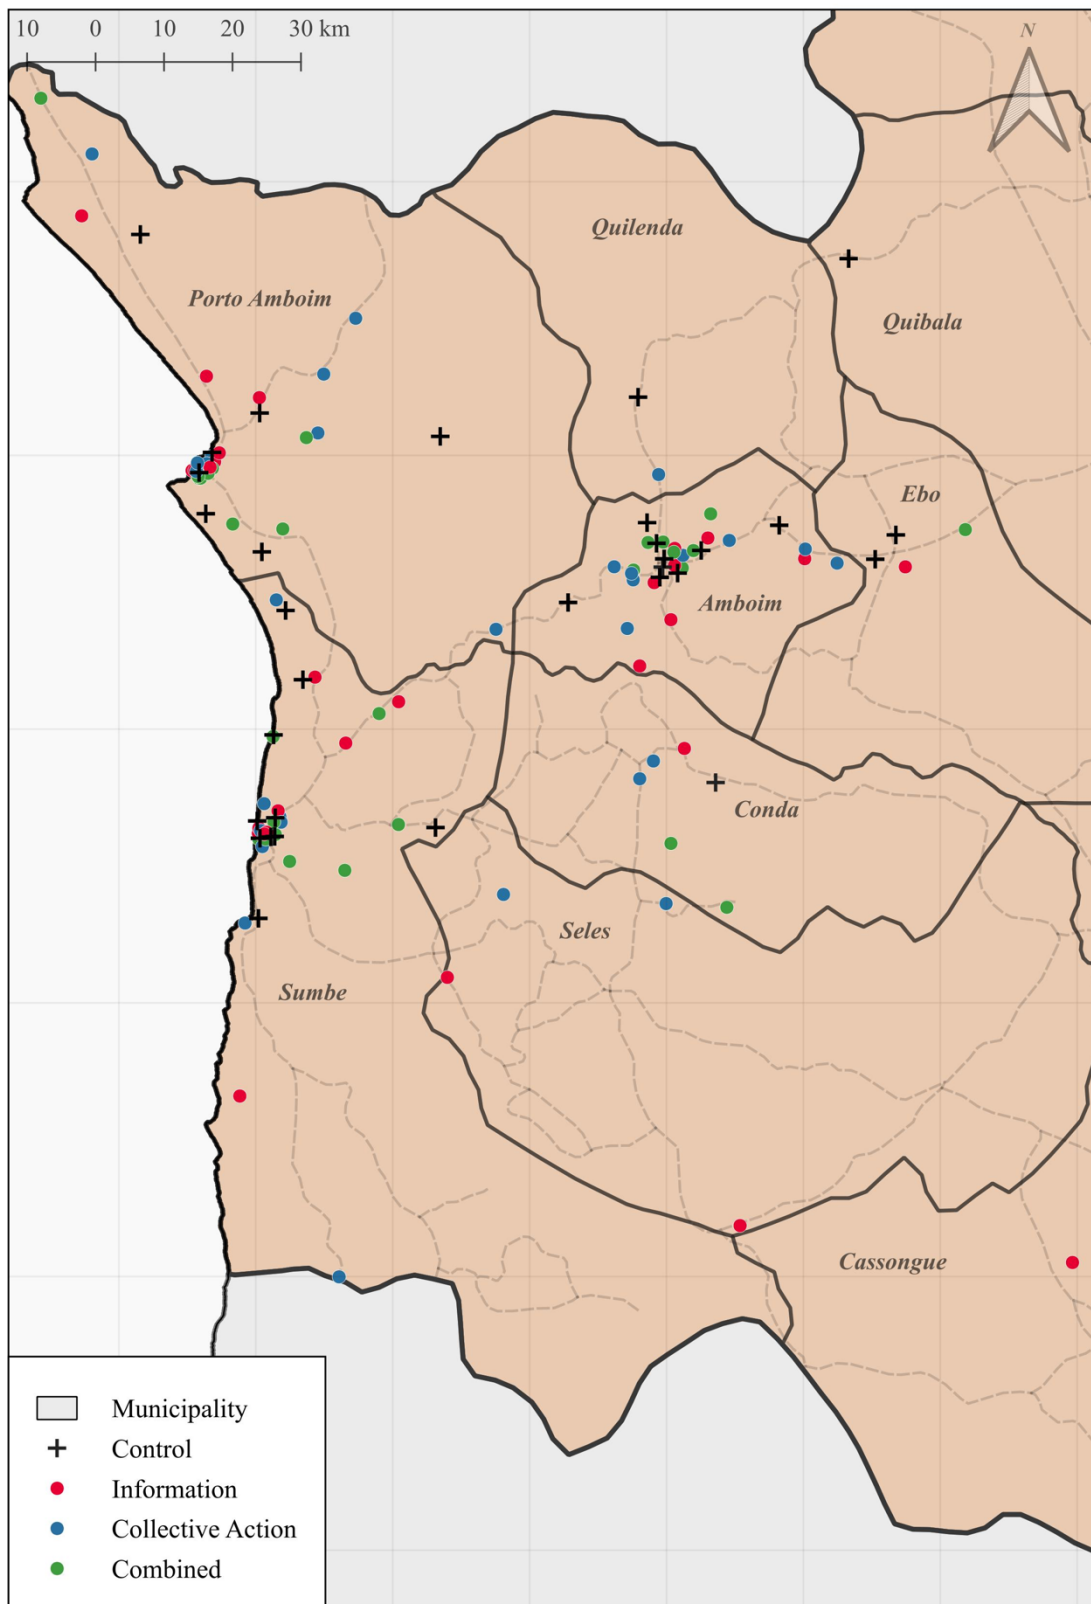 10 0 10 20 30 km
N
Quilenda
Porto Amboim
Quibala
Ebo
Amboim
Conda
Seles
Sumbe
Cassongue
Municipality
Control
Information
Collective Action
Combined